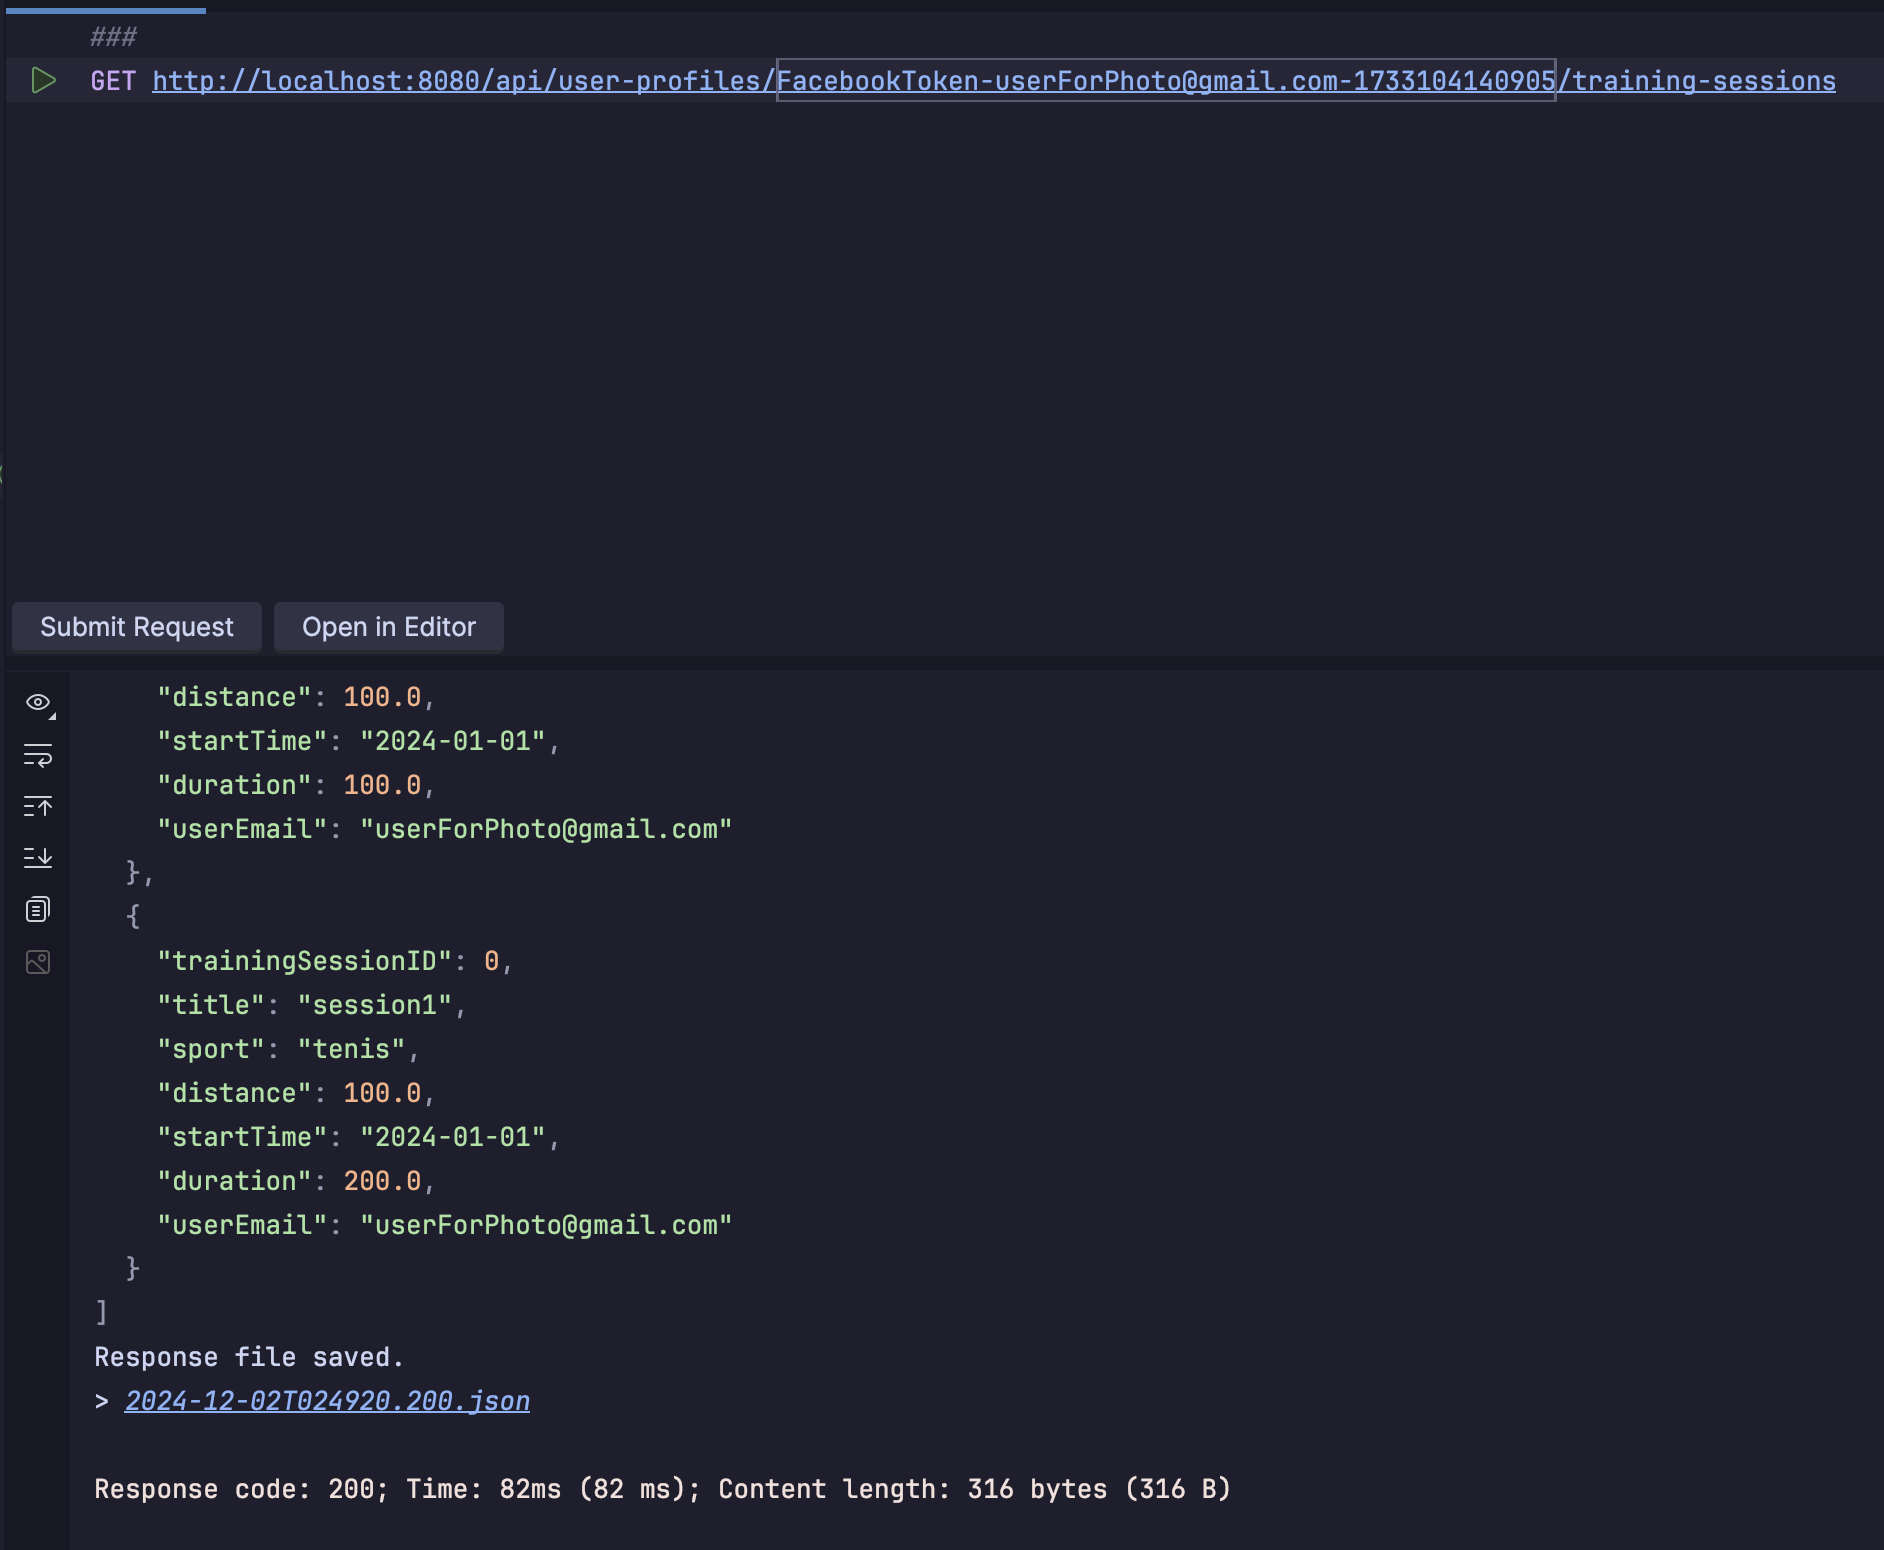 ###
GET http://localhost:8080/api/user-profiles/FacebookToken-userForPhoto@gmail.com-1733104140905/training-sessions
Submit Request
Open in Editor
"distance": 100.0,
"startTime": "2024-01-01",
"duration": 100.0,
"userEmail": "userForPhoto@gmail.com"
},
{
"trainingSessionID": 0,
"title": "session1",
"sport": "tenis",
"distance": 100.0,
"startTime": "2024-01-01",
"duration": 200.0,
"userEmail": "userForPhoto@gmail.com"
}
]
Response file saved.
> 2024-12-02T024920.200.json
Response code: 200; Time: 82ms (82 ms); Content length: 316 bytes (316 B)